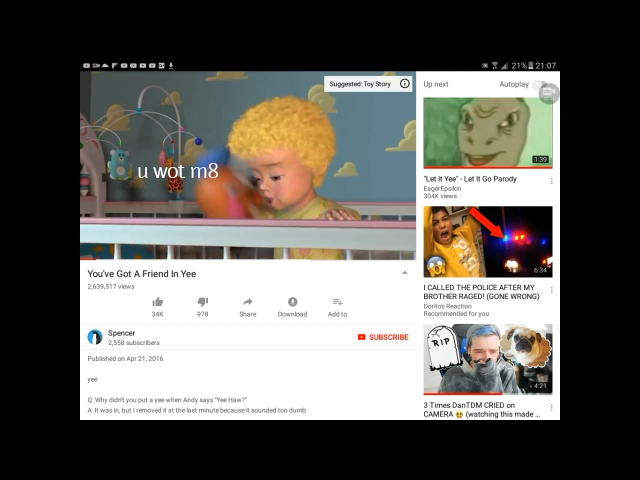 21% 21:07
Suggested: Toy Story
u wot m8
You've Got A Friend In Yee
2,639,517 views
34K
978
Share
Download
Add to
Spencer
2,558 subscribers
SUBSCRIBE
Published on Apr 21, 2016
yee
Q: Why didn't you put a yee when Andy says "Yee Haw?"
A: It was in, but I removed it at the last minute because it sounded too dumb
Up next
Autoplay
1:39
"Let It Yee" - Let It Go Parody
EagerEpsilon
304K views
6:34
I CALLED THE POLICE AFTER MY
BROTHER RAGED! (GONE WRONG)
Dorito's Reaction
Recommended for you
RIP
4:21
3 Times DanTDM CRIED on
CAMERA 😢 (watching this made ...